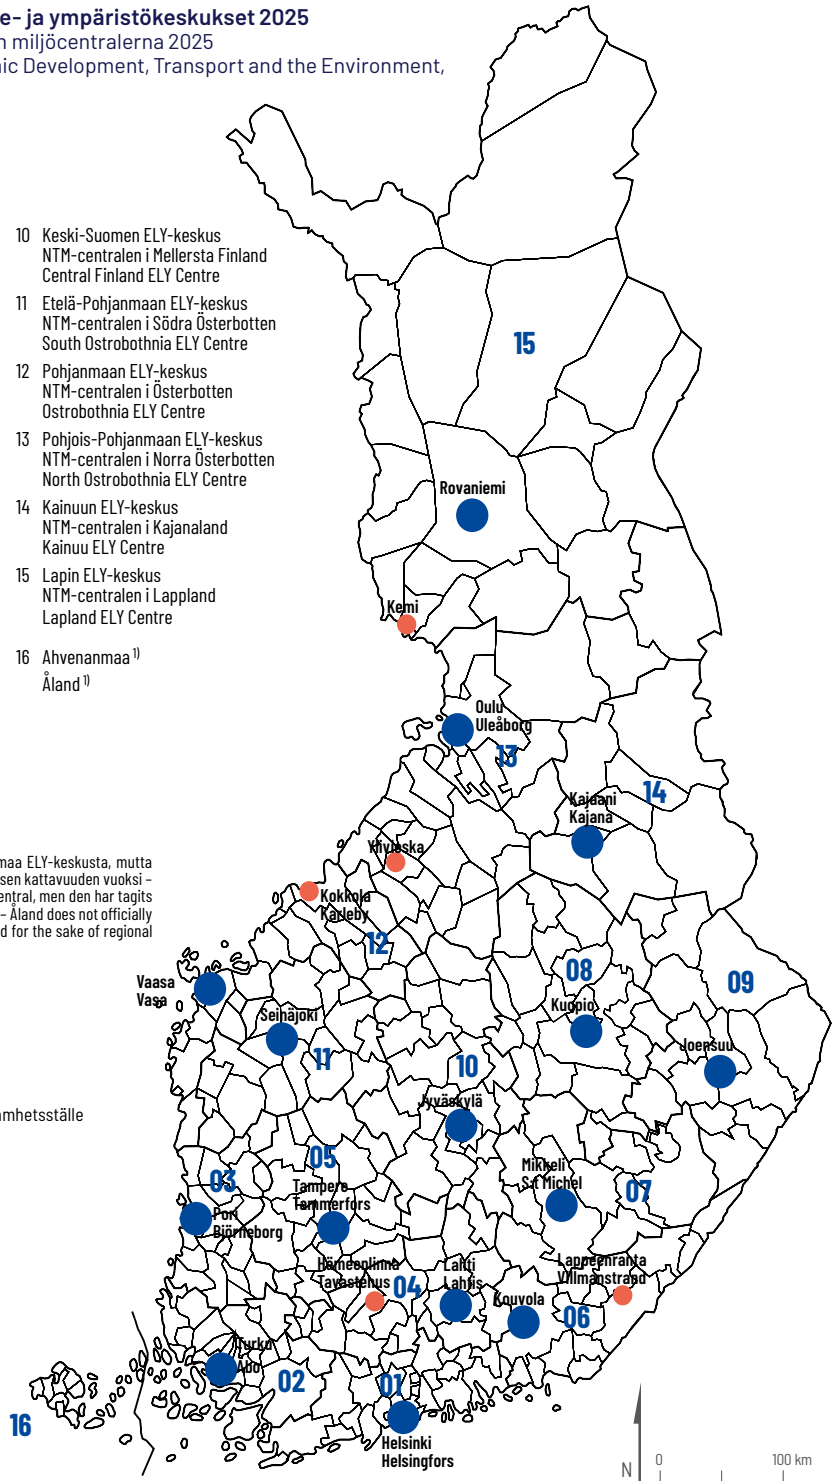 e- ja ympäristökeskukset 2025
n miljöcentralerna 2025
nic Development, Transport and the Environment,
10 Keski-Suomen ELY-keskus
NTM-centralen i Mellersta Finland
Central Finland ELY Centre
11 Etelä-Pohjanmaan ELY-keskus
NTM-centralen i Södra Österbotten
South Ostrobothnia ELY Centre
12 Pohjanmaan ELY-keskus
NTM-centralen i Österbotten
Ostrobothnia ELY Centre
13 Pohjois-Pohjanmaan ELY-keskus
NTM-centralen i Norra Österbotten
North Ostrobothnia ELY Centre
14 Kainuun ELY-keskus
NTM-centralen i Kajanaland
Kainuu ELY Centre
15 Lapin ELY-keskus
NTM-centralen i Lappland
Lapland ELY Centre
16 Ahvenanmaa 1)
Åland 1)
maa ELY-keskusta, mutta
sen kattavuuden vuoksi –
entral, men den har tagits
– Åland does not officially
d for the sake of regional
mhetsställe
15
Rovaniemi
Kemi
Oulu
Uleåborg
13
14
Kajaani
Kajana
Ylivieska
Kokkola
Karleby
12
08
09
Vaasa
Vasa
Seinäjoki
Kuopio
Joensuu
11
10
Jyväskylä
05
03
Mikkeli
S:t Michel
07
Tampere
Tammerfors
Pori
Björneborg
Hämeenlinna
Tavastehus
04
Lahti
Lahtis
Lappeenranta
Villmanstrand
Kouvola
06
Turku
Åbo
02
01
16
Helsinki
Helsingfors
N
0
100 km